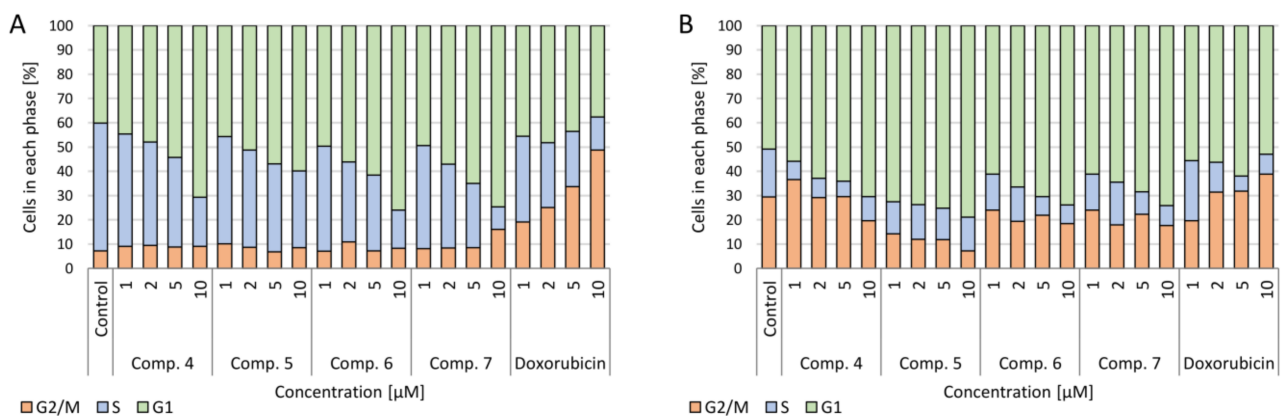 A
Cells in each phase [%]
100
90
80
70
60
50
40
30
20
10
0
Control 1 2 5 10 1 2 5 10 1 2 5 10 1 2 5 10 1 2 5 10
Comp. 4 Comp. 5 Comp. 6 Comp. 7 Doxorubicin
Concentration [µM]
G2/M S G1
B
Cells in each phase [%]
100
90
80
70
60
50
40
30
20
10
0
Control 1 2 5 10 1 2 5 10 1 2 5 10 1 2 5 10 1 2 5 10
Comp. 4 Comp. 5 Comp. 6 Comp. 7 Doxorubicin
Concentration [µM]
G2/M S G1